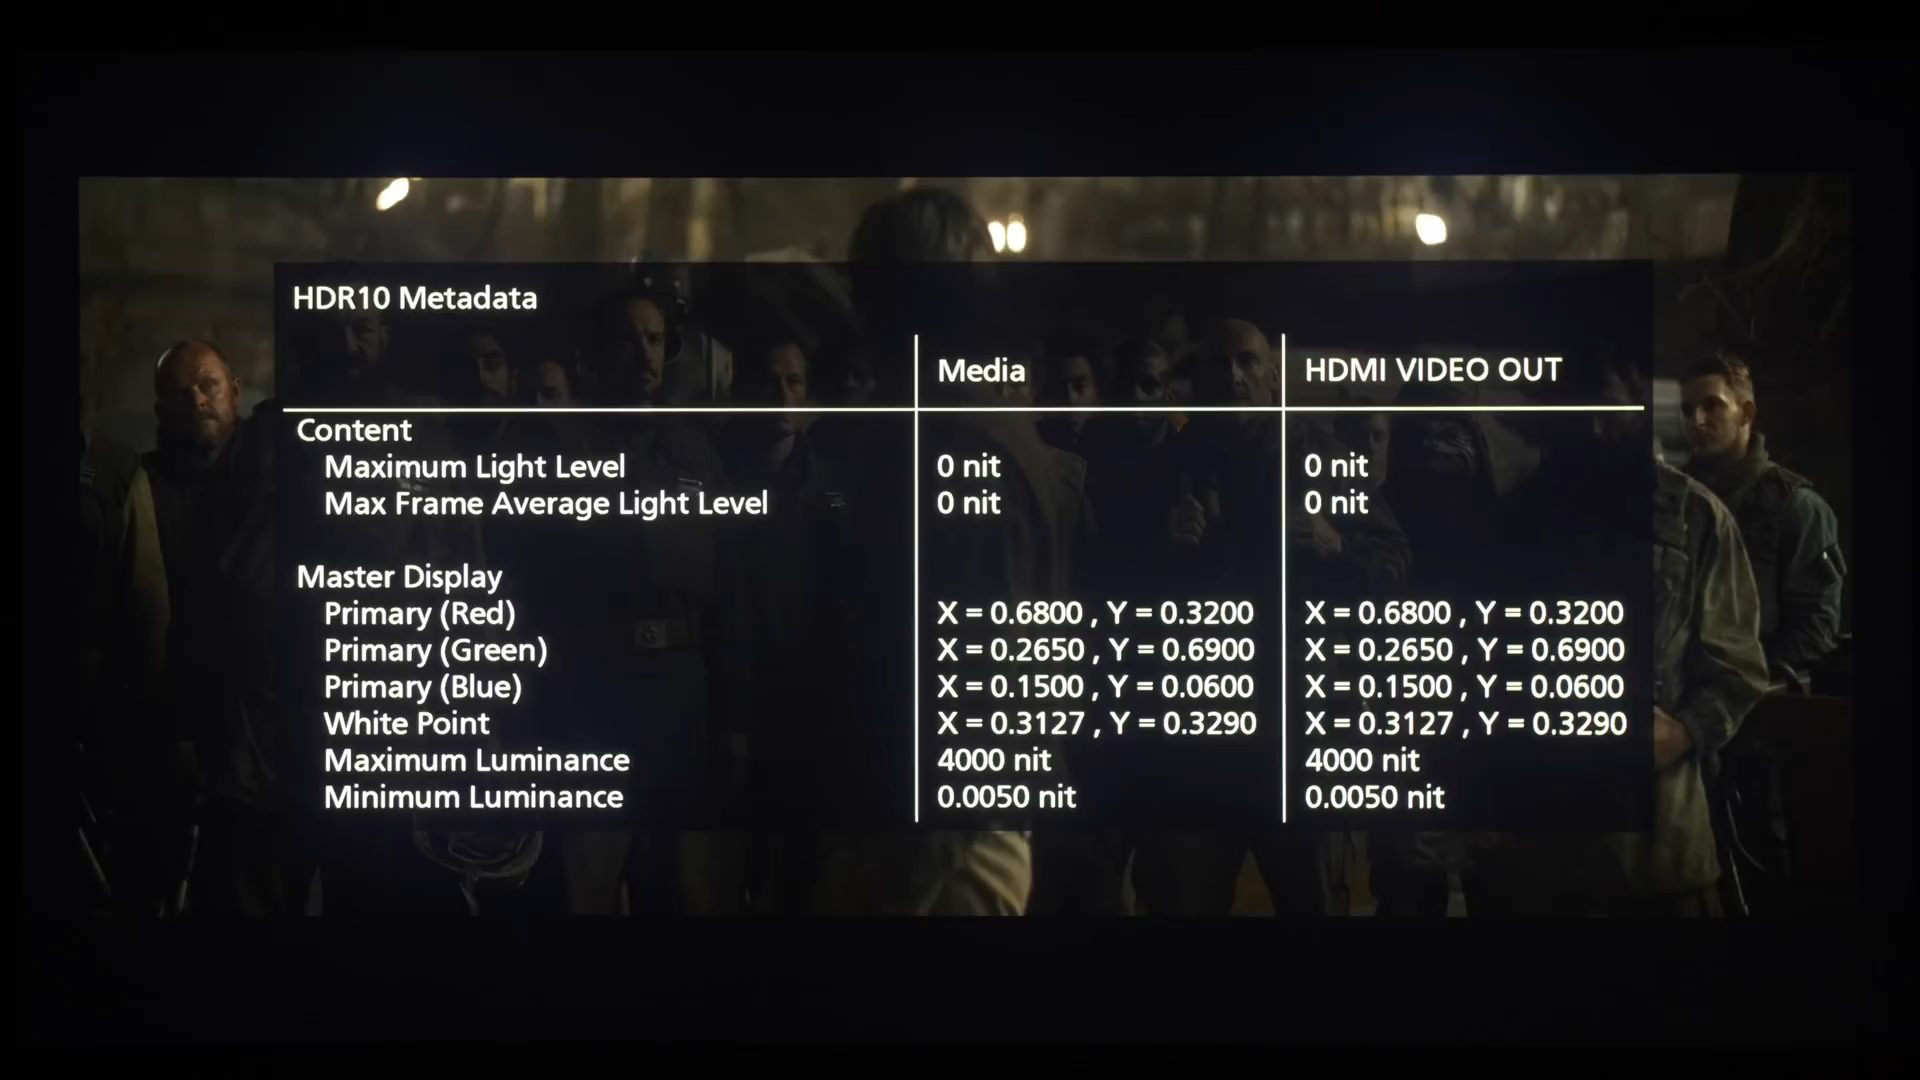 HDR10 Metadata
Media HDMI VIDEO OUT
Content
Maximum Light Level 0 nit 0 nit
Max Frame Average Light Level 0 nit 0 nit
Master Display
Primary (Red) X = 0.6800 , Y = 0.3200 X = 0.6800 , Y = 0.3200
Primary (Green) X = 0.2650 , Y = 0.6900 X = 0.2650 , Y = 0.6900
Primary (Blue) X = 0.1500 , Y = 0.0600 X = 0.1500 , Y = 0.0600
White Point X = 0.3127 , Y = 0.3290 X = 0.3127 , Y = 0.3290
Maximum Luminance 4000 nit 4000 nit
Minimum Luminance 0.0050 nit 0.0050 nit